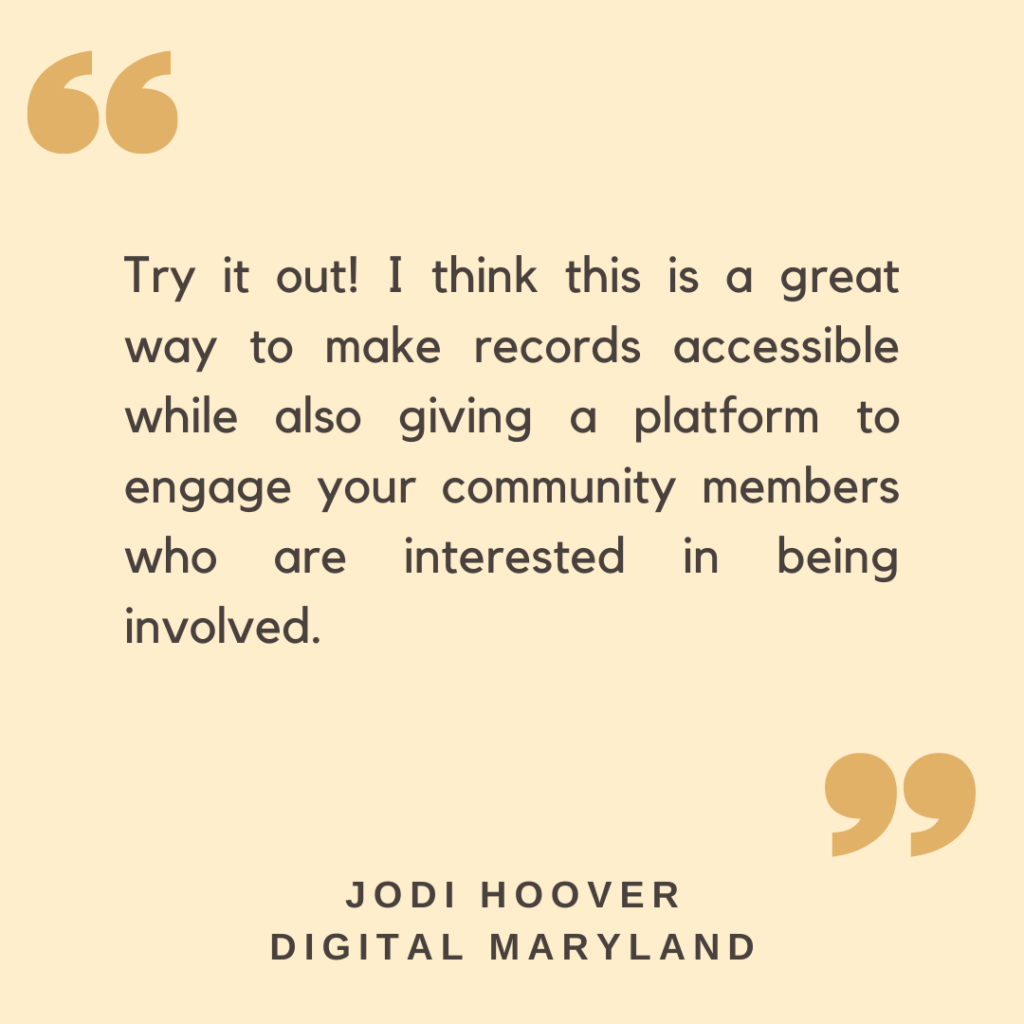 “
Try it out! I think this is a great
way to make records accessible
while also giving a platform to
engage your community members
who are interested in being
involved.
”
JODI HOOVER
DIGITAL MARYLAND